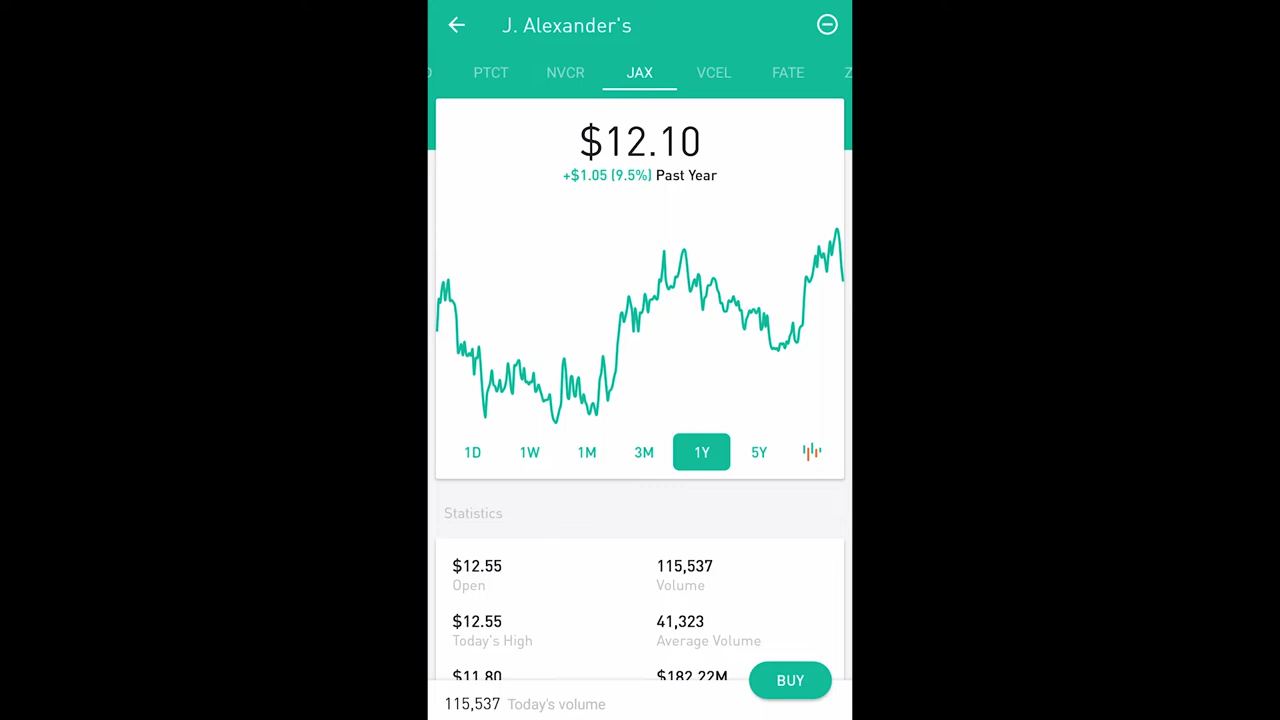 J. Alexander's
PTCT NVCR JAX VCEL FATE
$12.10
+$1.05 (9.5%) Past Year
1D 1W 1M 3M 1Y 5Y
Statistics
$12.55 115,537
Open Volume
$12.55 41,323
Today's High Average Volume
$11.80 $182.22M
BUY
115,537 Today's volume